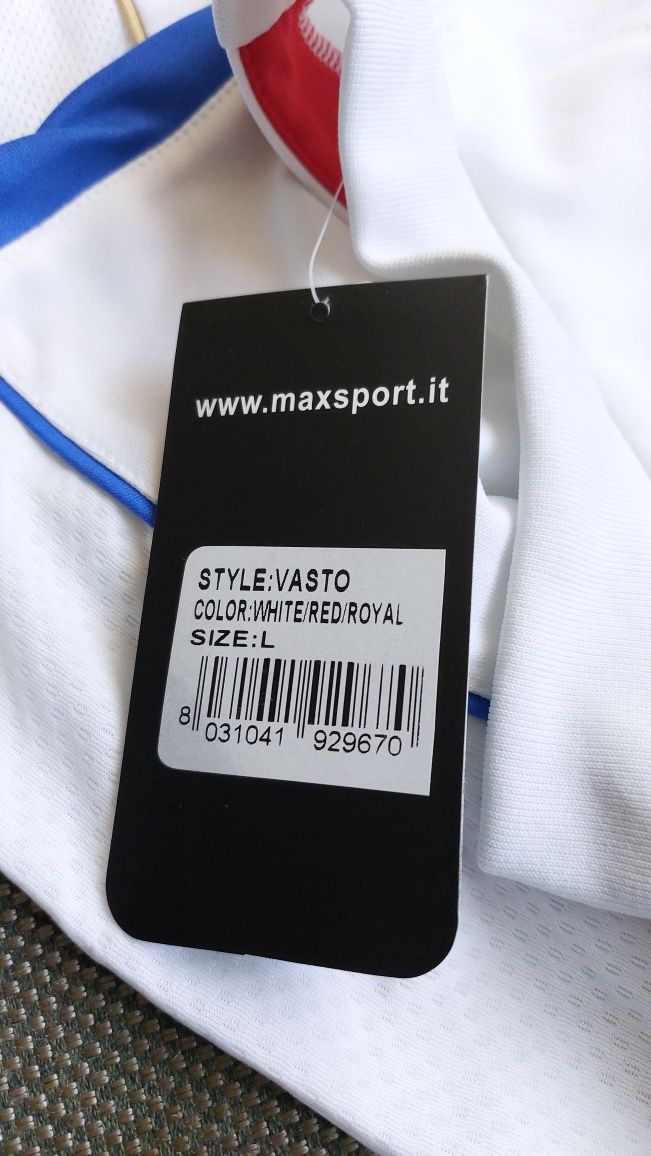 www.maxsport.it
STYLE:VASTO
COLOR:WHITE/RED/ROYAL
SIZE:L
8 031041 929670